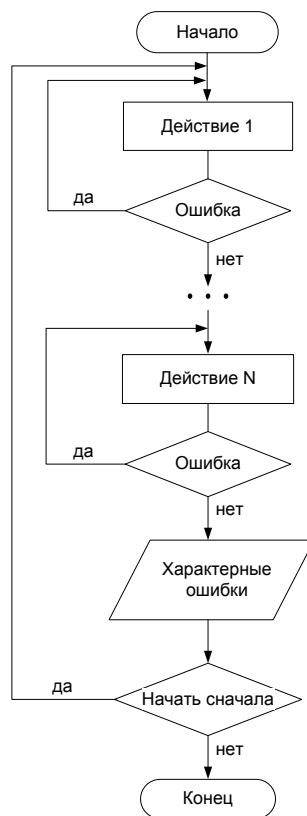 Начало
Действие 1
да
Ошибка
нет
• • •
Действие N
да
Ошибка
нет
Характерные
ошибки
да
Начать сначала
нет
Конец